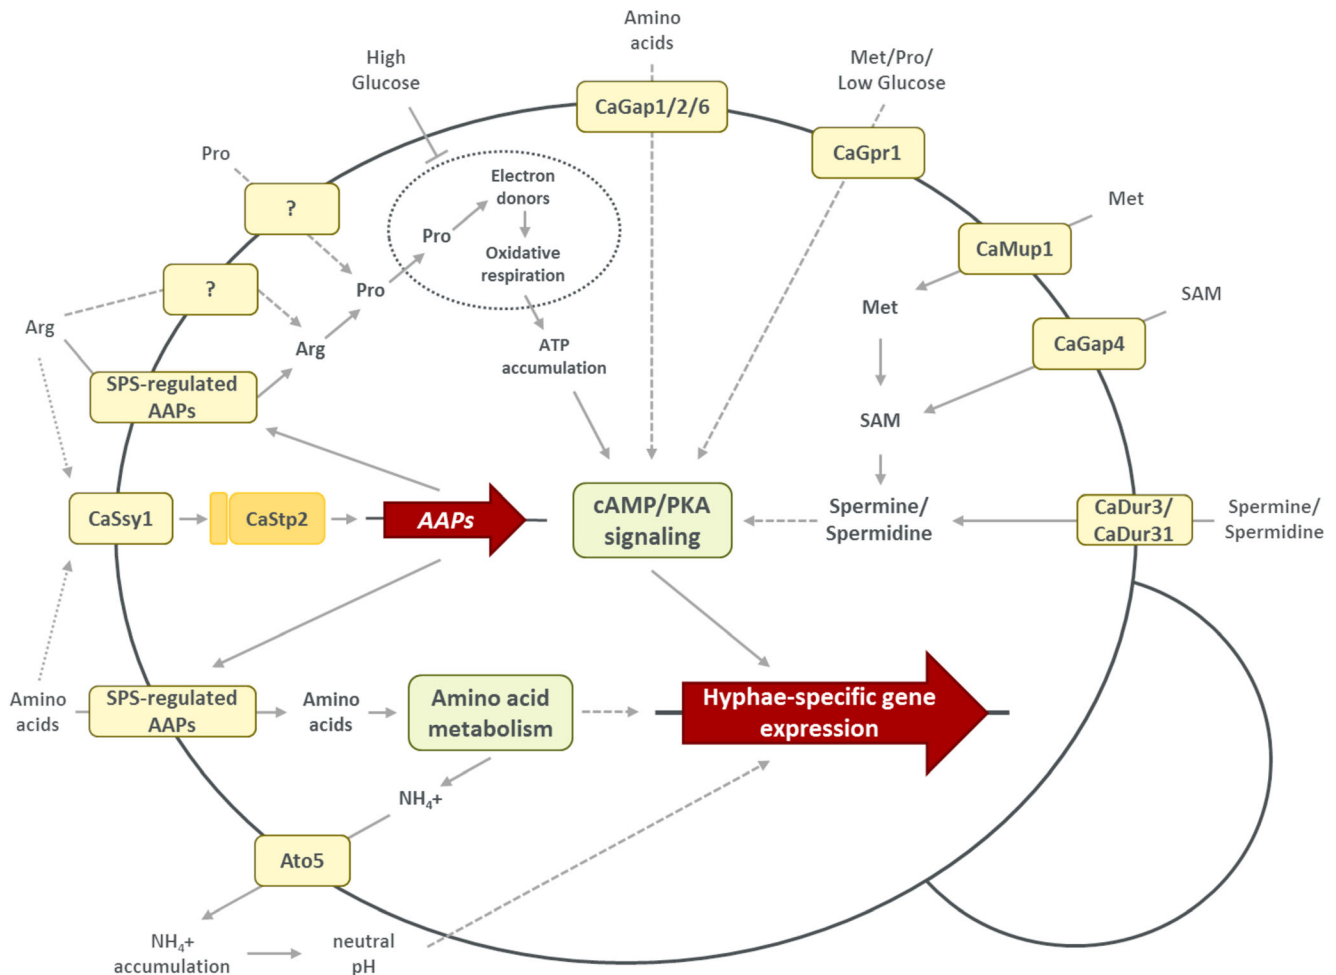 Amino
acids
High
Glucose
Met/Pro/
Low Glucose
CaGap1/2/6
CaGpr1
Pro
Electron
donors
?
Met
Pro
CaMup1
Oxidative
respiration
?
Pro
SAM
Met
Arg
Arg
ATP
accumulation
CaGap4
SPS-regulated
AAPs
SAM
CaSsy1
CaStp2
AAPs
cAMP/PKA
signaling
Spermine/
Spermidine
CaDur3/
CaDur31
Spermine/
Spermidine
Amino
acids
SPS-regulated
AAPs
Amino
acids
Amino acid
metabolism
Hyphae-specific gene
expression
NH₄+
Ato5
NH₄+
accumulation
neutral
pH